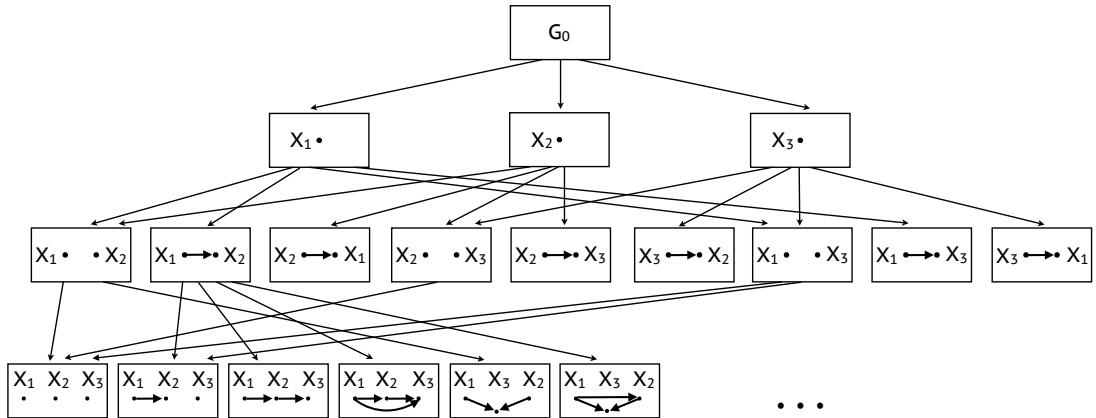 G₀
X₁ X₂ X₃
X₁ X₂ X₁ X₂ X₂ X₁ X₂ X₃ X₂ X₃ X₃ X₂ X₁ X₃ X₁ X₃ X₃ X₁
X₁ X₂ X₃ X₁ X₂ X₃ X₁ X₂ X₃ X₁ X₂ X₃ X₁ X₃ X₂ X₁ X₃ X₂ ...